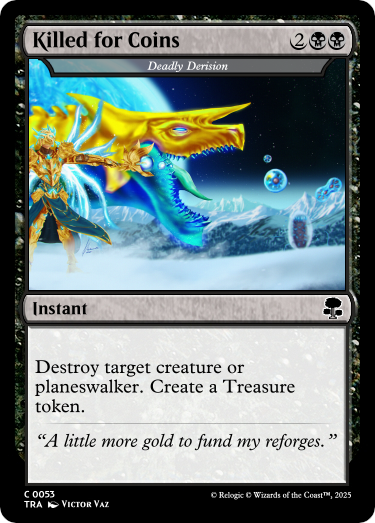 Killed for Coins 2
Deadly Derision
Instant
Destroy target creature or
planeswalker. Create a Treasure
token.
“A little more gold to fund my reforges.”
C 0053
TRA VICTOR VAZ
© Relogic © Wizards of the Coast™, 2025